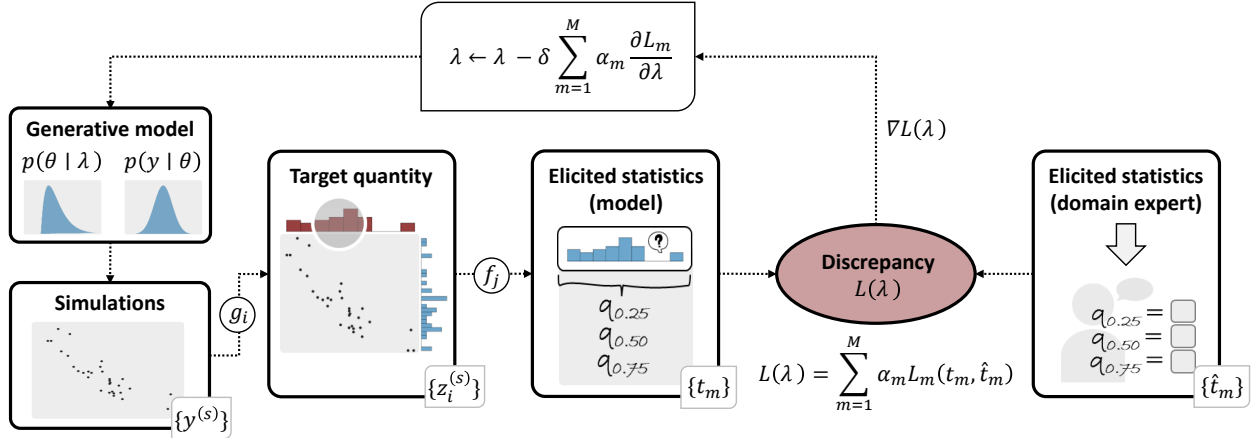 λ ← λ − δ ∑_{m=1}^{M} α_m ∂L_m/∂λ
Generative model
p(θ | λ) p(y | θ)
Simulations
{y^{(s)}}
g_i
Target quantity
{z_i^{(s)}}
f_j
Elicited statistics
(model)
?
q_{0.25}
q_{0.50}
q_{0.75}
{t_m}
∇L(λ)
Discrepancy
L(λ)
L(λ) = ∑_{m=1}^{M} α_m L_m(t_m, t̂_m)
Elicited statistics
(domain expert)
q_{0.25} =
q_{0.50} =
q_{0.75} =
{t̂_m}